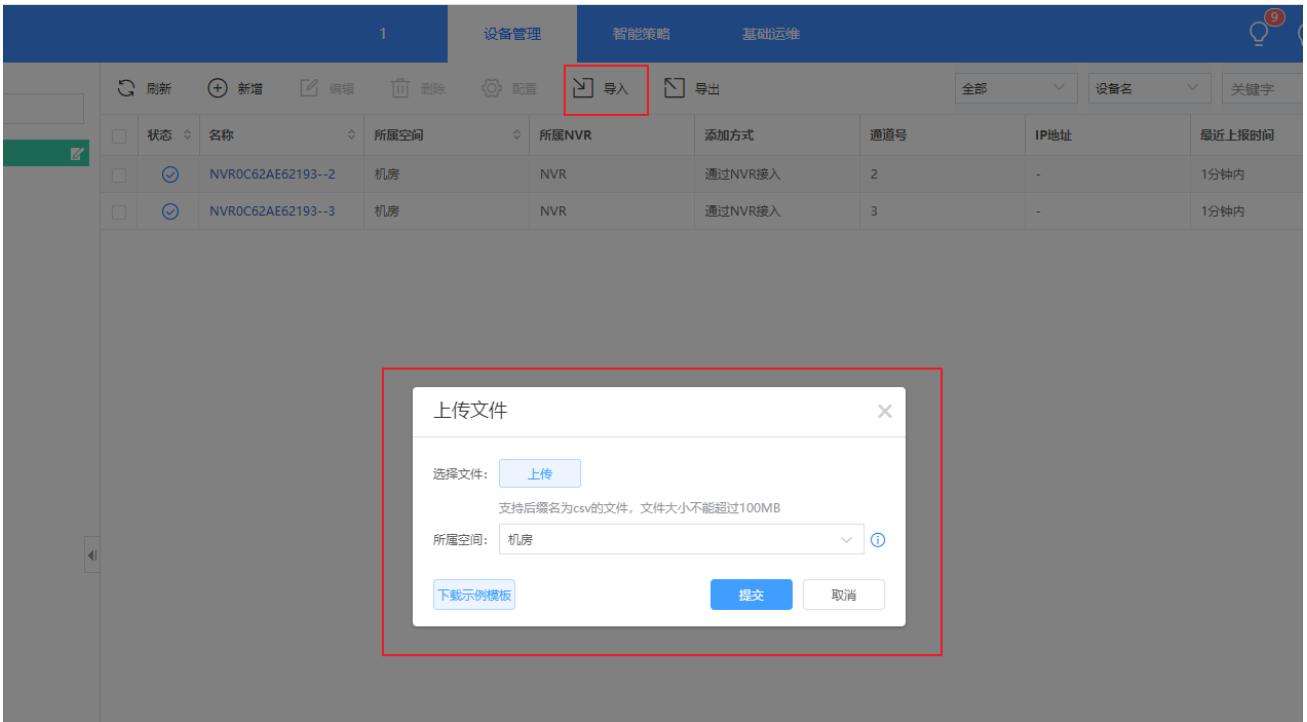 1 设备管理 智能策略 基础运维 9
刷新 新增 编辑 删除 配置 导入 导出 全部 设备名 关键字
状态 名称 所属空间 所属NVR 添加方式 通道号 IP地址 最近上报时间
NVR0C62AE62193--2 机房 NVR 通过NVR接入 2 - 1分钟内
NVR0C62AE62193--3 机房 NVR 通过NVR接入 3 - 1分钟内
上传文件
选择文件: 上传
支持后缀名为csv的文件, 文件大小不能超过100MB
所属空间: 机房
下载示例模板 提交 取消